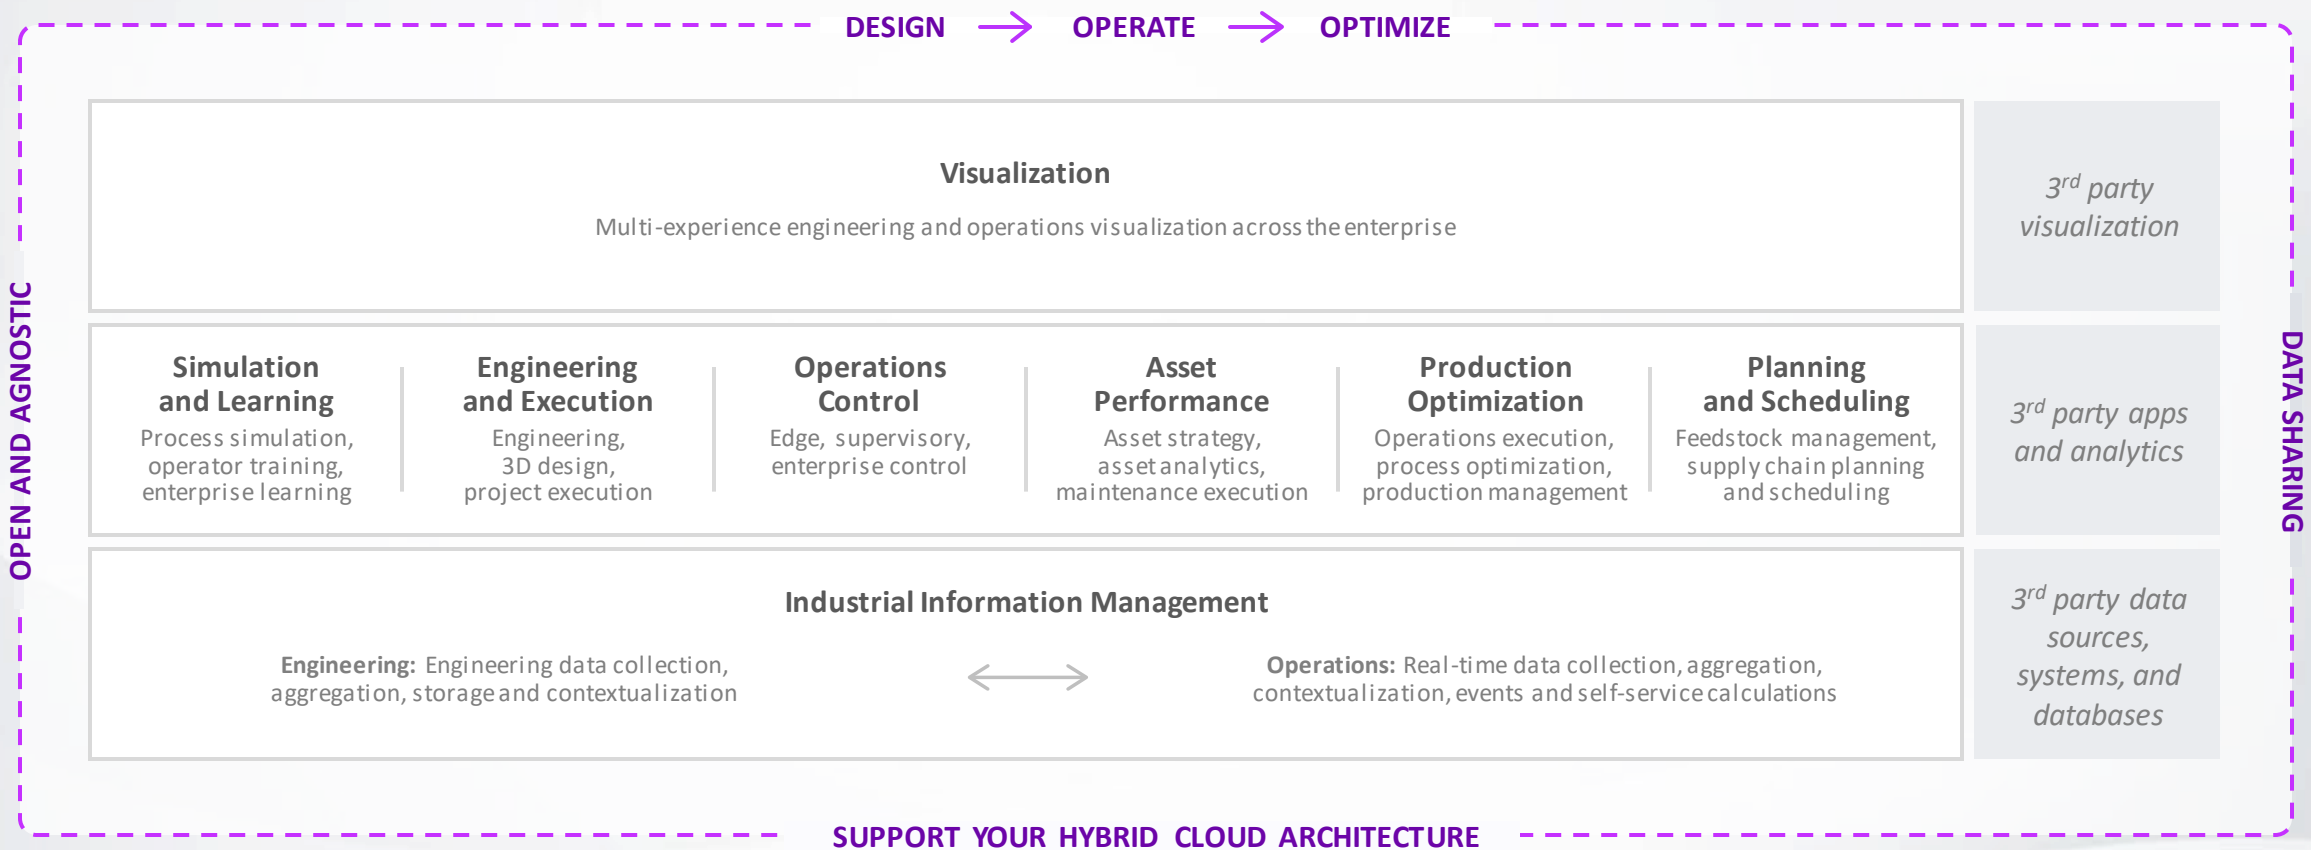 DESIGN → OPERATE → OPTIMIZE
OPEN AND AGNOSTIC
Visualization
Multi-experience engineering and operations visualization across the enterprise
3rd party
visualization
Simulation
and Learning
Process simulation,
operator training,
enterprise learning
Engineering
and Execution
Engineering,
3D design,
project execution
Operations
Control
Edge, supervisory,
enterprise control
Asset
Performance
Asset strategy,
asset analytics,
maintenance execution
Production
Optimization
Operations execution,
process optimization,
production management
Planning
and Scheduling
Feedstock management,
supply chain planning
and scheduling
3rd party apps
and analytics
Industrial Information Management
Engineering: Engineering data collection,
aggregation, storage and contextualization
Operations: Real-time data collection, aggregation,
contextualization, events and self-service calculations
3rd party data
sources,
systems, and
databases
DATA SHARING
SUPPORT YOUR HYBRID CLOUD ARCHITECTURE